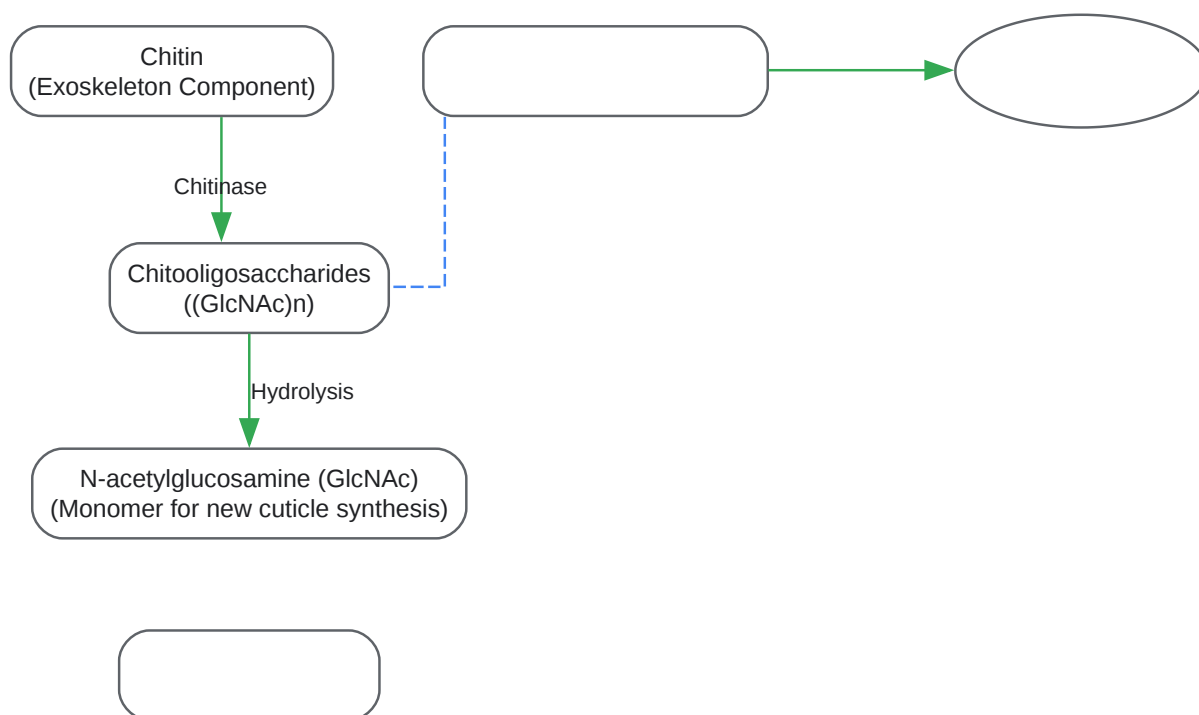 Chitin
(Exoskeleton Component)
Chitinase
Chitooligosaccharides
((GlcNAc)n)
Hydrolysis
N-acetylglucosamine (GlcNAc)
(Monomer for new cuticle synthesis)